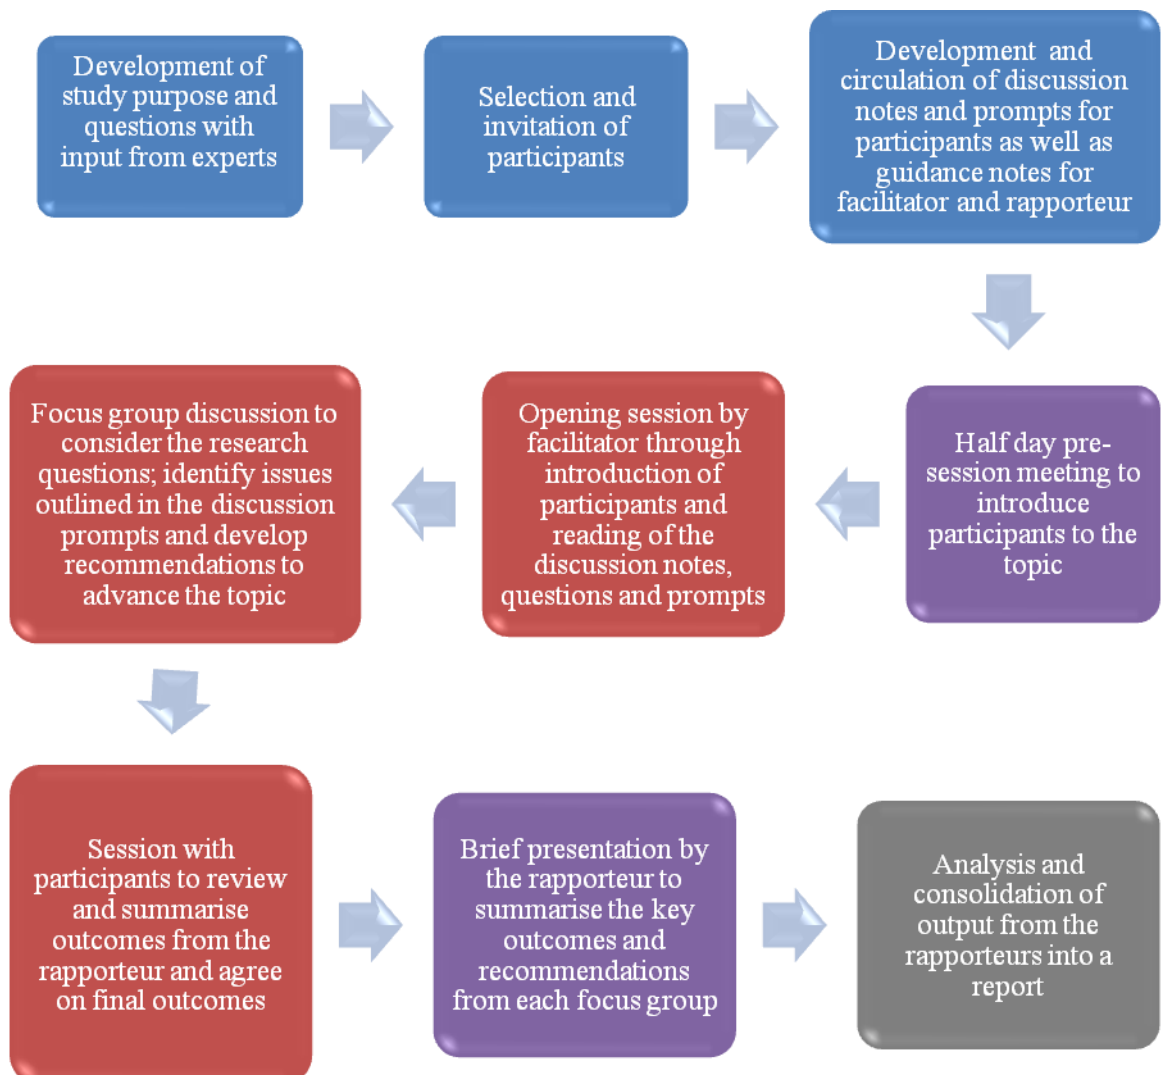 Development of
study purpose and
questions with
input from experts
Selection and
invitation of
participants
Development and
circulation of discussion
notes and prompts for
participants as well as
guidance notes for
facilitator and rapporteur
Half day pre-
session meeting to
introduce
participants to the
topic
Opening session by
facilitator through
introduction of
participants and
reading of the
discussion notes,
questions and prompts
Focus group discussion to
consider the research
questions; identify issues
outlined in the discussion
prompts and develop
recommendations to
advance the topic
Session with
participants to review
and summarise
outcomes from the
rapporteur and agree
on final outcomes
Brief presentation by
the rapporteur to
summarise the key
outcomes and
recommendations
from each focus group
Analysis and
consolidation of
output from the
rapporteurs into a
report